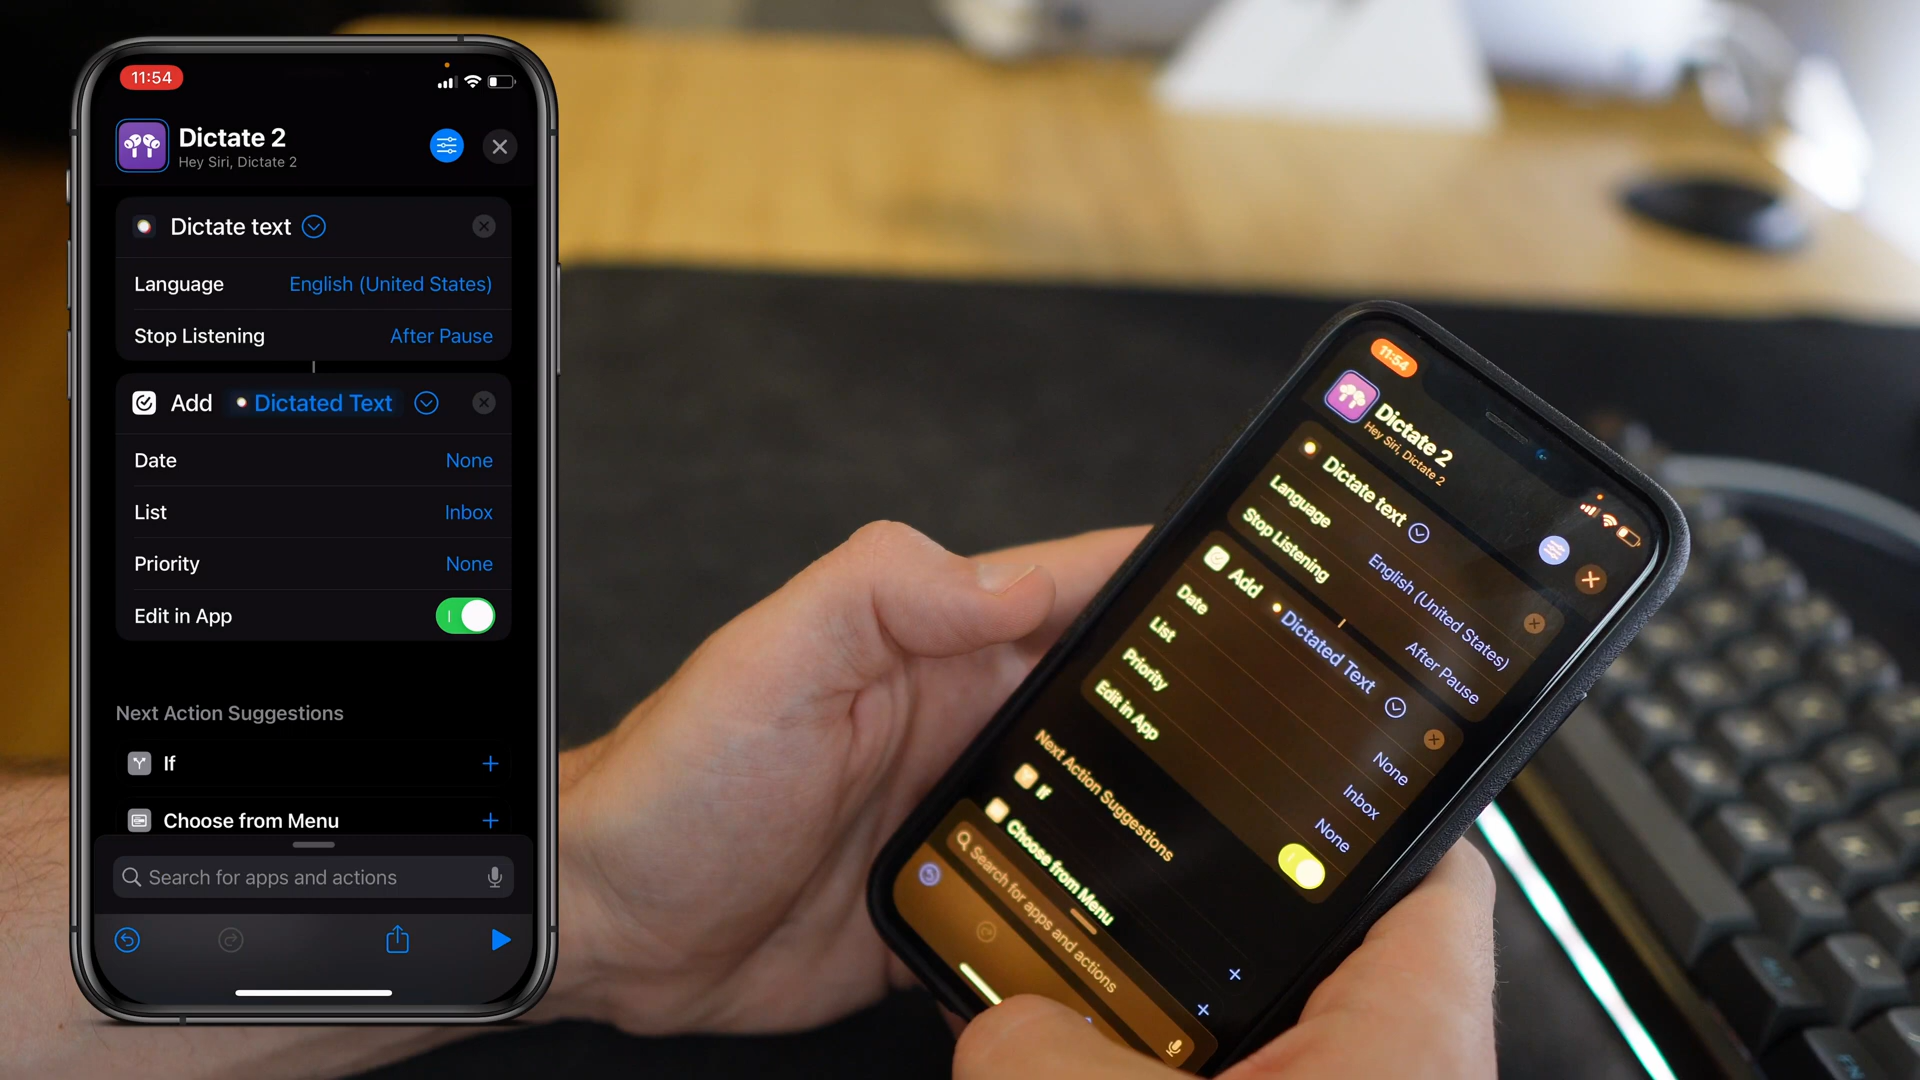 11:54
Dictate 2
Hey Siri, Dictate 2
Dictate text
Language English (United States)
Stop Listening After Pause
Add Dictated Text
Date None
List Inbox
Priority None
Edit in App
Next Action Suggestions
If
Choose from Menu
Search for apps and actions
11:54
Dictate 2
Hey Siri, Dictate 2
Dictate text
Language English (United States)
Stop Listening After Pause
Add Dictated Text
Date None
List Inbox
Priority None
Edit in App
Next Action Suggestions
If
Choose from Menu
Search for apps and actions